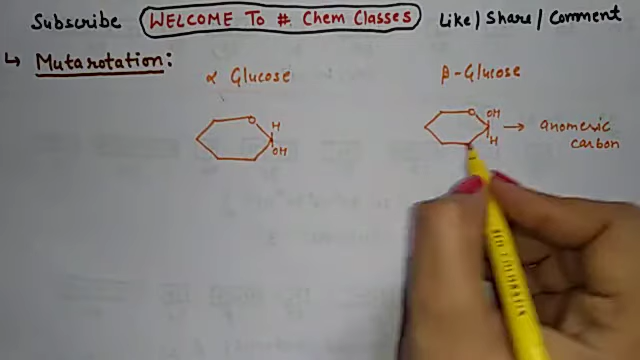 Subscribe WELCOME To # Chem Classes Like/Share/Comment
↳ Mutarotation:
α Glucose
β-Glucose
O
H
OH
O
OH
H
→ anomeric
carbon